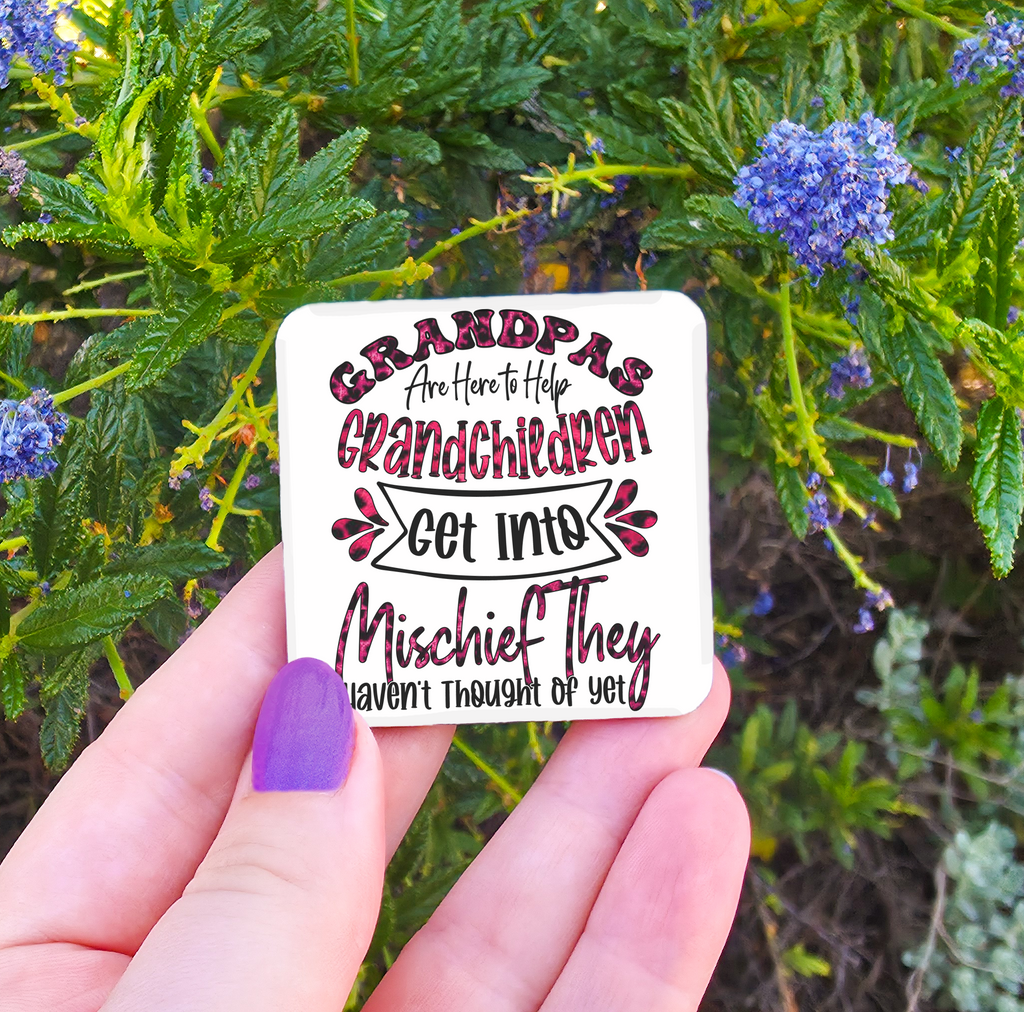 GRANDPAS
Are Here to Help
GRandchildRen
Get Into
Mischief They
Haven't Thought Of yet